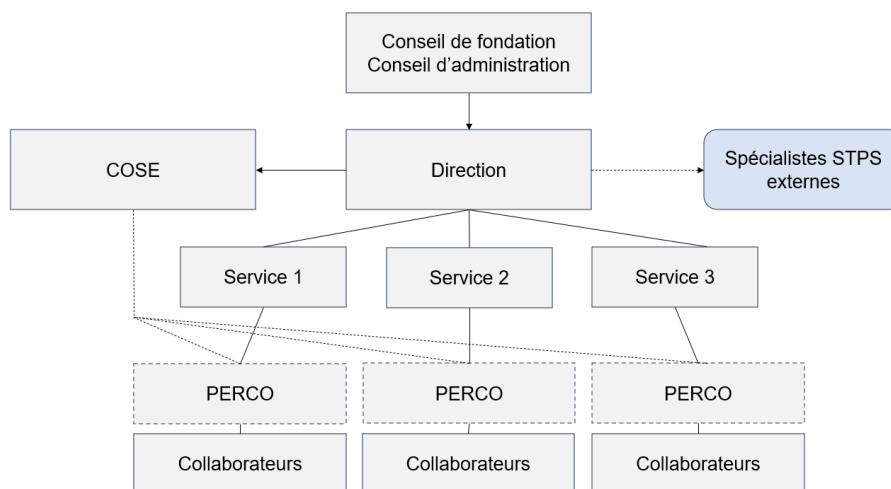 Conseil de fondation
Conseil d’administration
COSE
Direction
Spécialistes STPS
externes
Service 1
Service 2
Service 3
PERCO
PERCO
PERCO
Collaborateurs
Collaborateurs
Collaborateurs